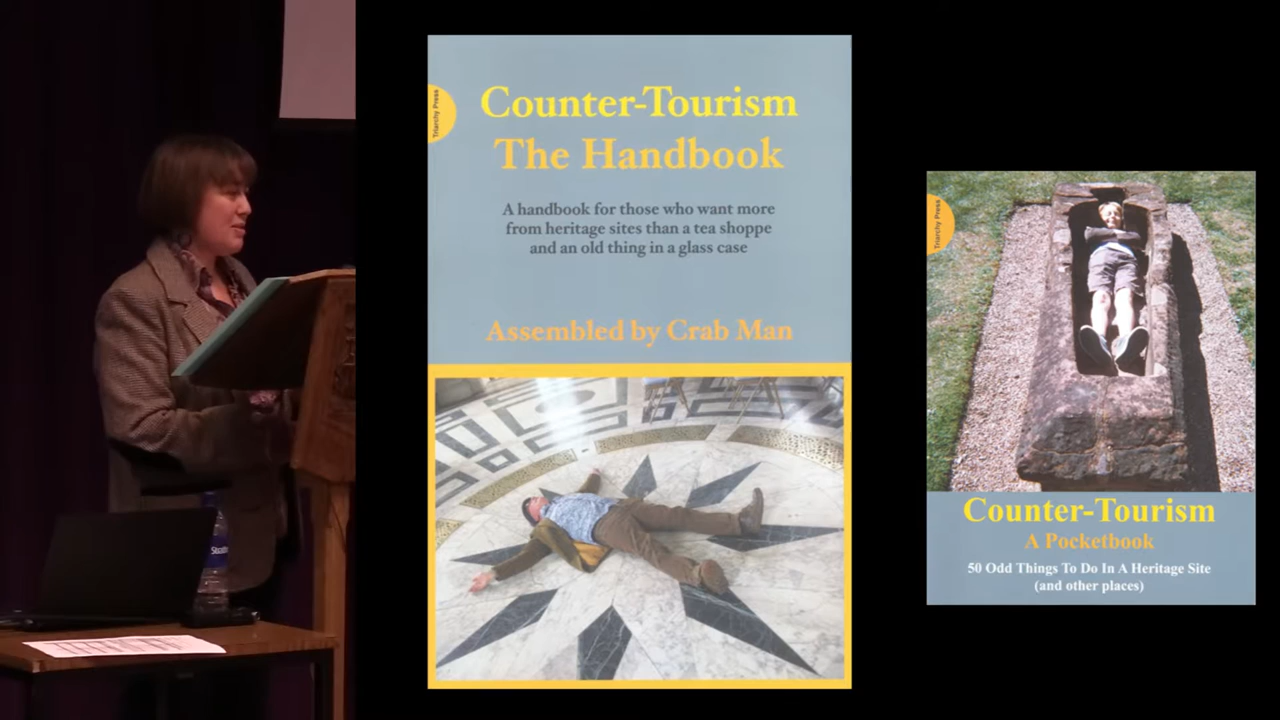 Triarchy Press
Counter-Tourism
The Handbook
A handbook for those who want more
from heritage sites than a tea shoppe
and an old thing in a glass case
Assembled by Crab Man
Triarchy Press
Counter-Tourism
A Pocketbook
50 Odd Things To Do In A Heritage Site
(and other places)